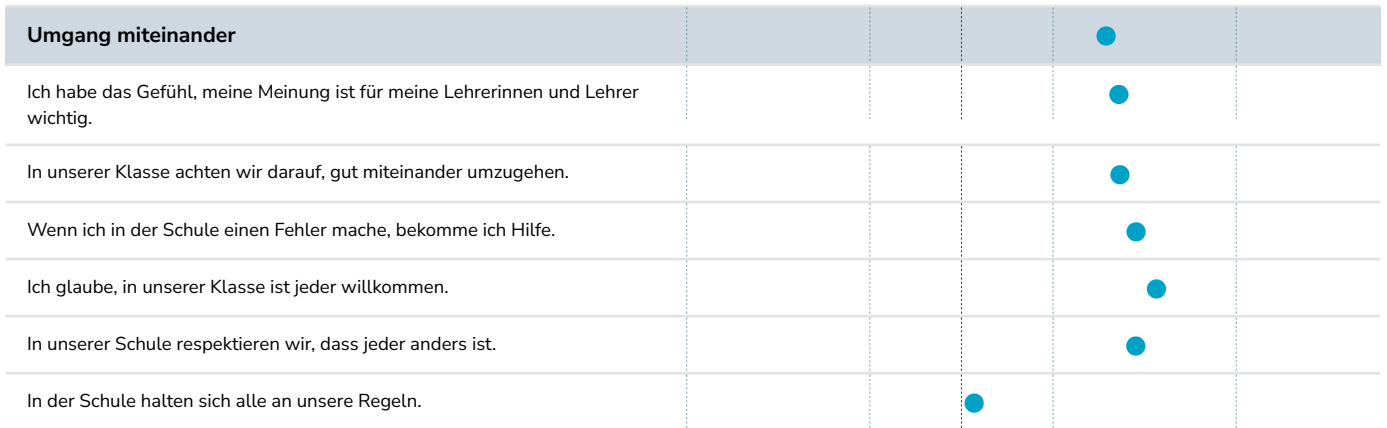 Umgang miteinander
Ich habe das Gefühl, meine Meinung ist für meine Lehrerinnen und Lehrer
wichtig.
In unserer Klasse achten wir darauf, gut miteinander umzugehen.
Wenn ich in der Schule einen Fehler mache, bekomme ich Hilfe.
Ich glaube, in unserer Klasse ist jeder willkommen.
In unserer Schule respektieren wir, dass jeder anders ist.
In der Schule halten sich alle an unsere Regeln.